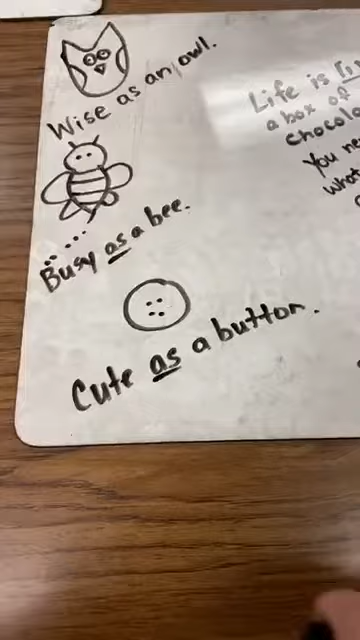 Wise as an owl.
Busy as a bee.
Cute as a button.
Life is
a box of
chocola
You ne
What